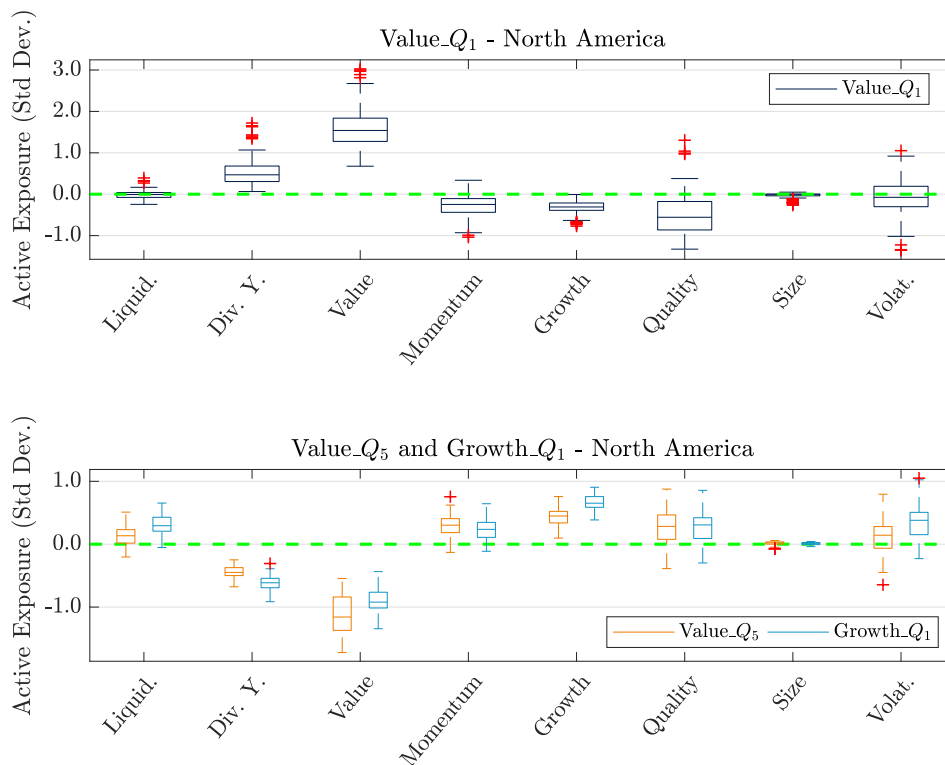 Value_Q1 - North America
Active Exposure (Std Dev.)
3.0
2.0
1.0
0.0
-1.0
Value_Q1
Liquid.
Div. Y.
Value
Momentum
Growth
Quality
Size
Volat.
Value_Q5 and Growth_Q1 - North America
Active Exposure (Std Dev.)
1.0
0.0
-1.0
Value_Q5 Growth_Q1
Liquid.
Div. Y.
Value
Momentum
Growth
Quality
Size
Volat.